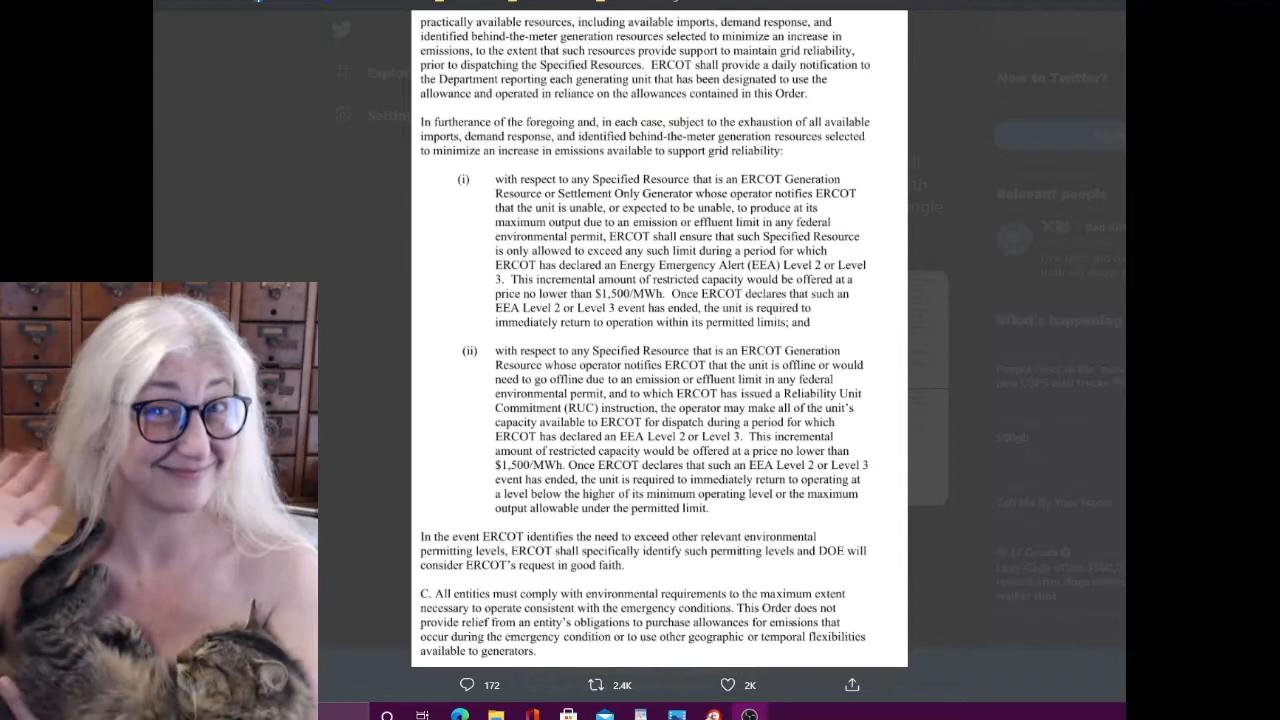 practically available resources, including available imports, demand response, and
identified behind-the-meter generation resources selected to minimize an increase in
emissions, to the extent that such resources provide support to maintain grid reliability,
prior to dispatching the Specified Resources. ERCOT shall provide a daily notification to
the Department reporting each generating unit that has been designated to use the
allowance and operated in reliance on the allowances contained in this Order.
In furtherance of the foregoing and, in each case, subject to the exhaustion of all available
imports, demand response, and identified behind-the-meter generation resources selected
to minimize an increase in emissions available to support grid reliability:
(i) with respect to any Specified Resource that is an ERCOT Generation
Resource or Settlement Only Generator whose operator notifies ERCOT
that the unit is unable, or expected to be unable, to produce at its
maximum output due to an emission or effluent limit in any federal
environmental permit, ERCOT shall ensure that such Specified Resource
is only allowed to exceed any such limit during a period for which
ERCOT has declared an Energy Emergency Alert (EEA) Level 2 or Level
3. This incremental amount of restricted capacity would be offered at a
price no lower than $1,500/MWh. Once ERCOT declares that such an
EEA Level 2 or Level 3 event has ended, the unit is required to
immediately return to operation within its permitted limits; and
(ii) with respect to any Specified Resource that is an ERCOT Generation
Resource whose operator notifies ERCOT that the unit is offline or would
need to go offline due to an emission or effluent limit in any federal
environmental permit, and to which ERCOT has issued a Reliability Unit
Commitment (RUC) instruction, the operator may make all of the unit's
capacity available to ERCOT for dispatch during a period for which
ERCOT has declared an EEA Level 2 or Level 3. This incremental
amount of restricted capacity would be offered at a price no lower than
$1,500/MWh. Once ERCOT declares that such an EEA Level 2 or Level 3
event has ended, the unit is required to immediately return to operating at
a level below the higher of its minimum operating level or the maximum
output allowable under the permitted limit.
In the event ERCOT identifies the need to exceed other relevant environmental
permitting levels, ERCOT shall specifically identify such permitting levels and DOE will
consider ERCOT's request in good faith.
C. All entities must comply with environmental requirements to the maximum extent
necessary to operate consistent with the emergency conditions. This Order does not
provide relief from an entity's obligations to purchase allowances for emissions that
occur during the emergency condition or to use other geographic or temporal flexibilities
available to generators.
172 2.4K 2K
New to Twitter?
Relevant people
What's happening